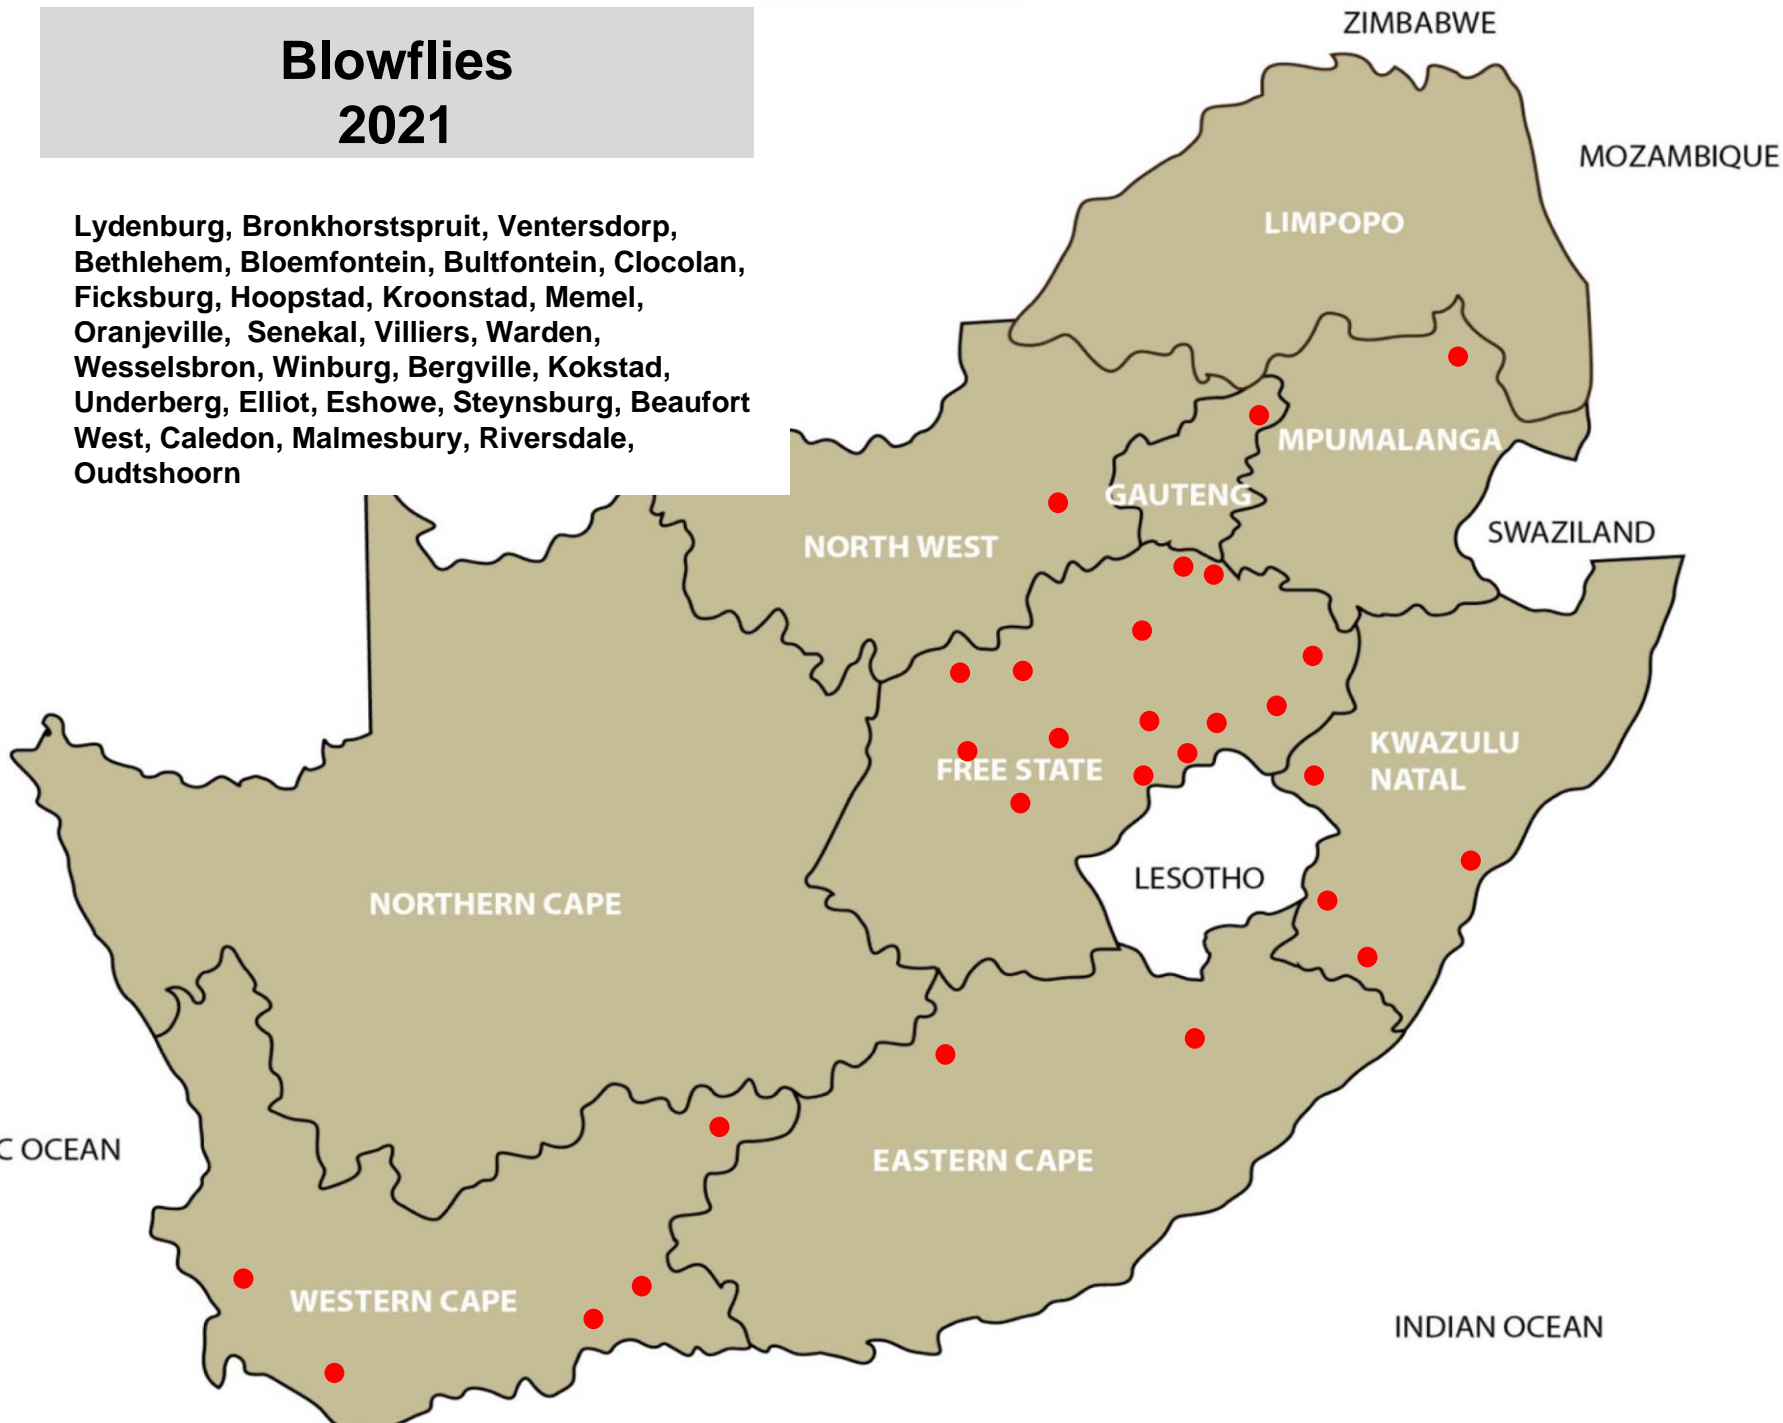 Blowflies
2021
Lydenburg, Bronkhorstspruit, Ventersdorp,
Bethlehem, Bloemfontein, Bultfontein, Clocolan,
Ficksburg, Hoopstad, Kroonstad, Memel,
Oranjeville, Senekal, Villiers, Warden,
Wesselsbron, Winburg, Bergville, Kokstad,
Underberg, Elliot, Eshowe, Steynsburg, Beaufort
West, Caledon, Malmesbury, Riversdale,
Oudtshoorn
ZIMBABWE
MOZAMBIQUE
LIMPOPO
MPUMALANGA
GAUTENG
SWAZILAND
NORTH WEST
KWAZULU
NATAL
FREE STATE
LESOTHO
NORTHERN CAPE
C OCEAN
EASTERN CAPE
WESTERN CAPE
INDIAN OCEAN